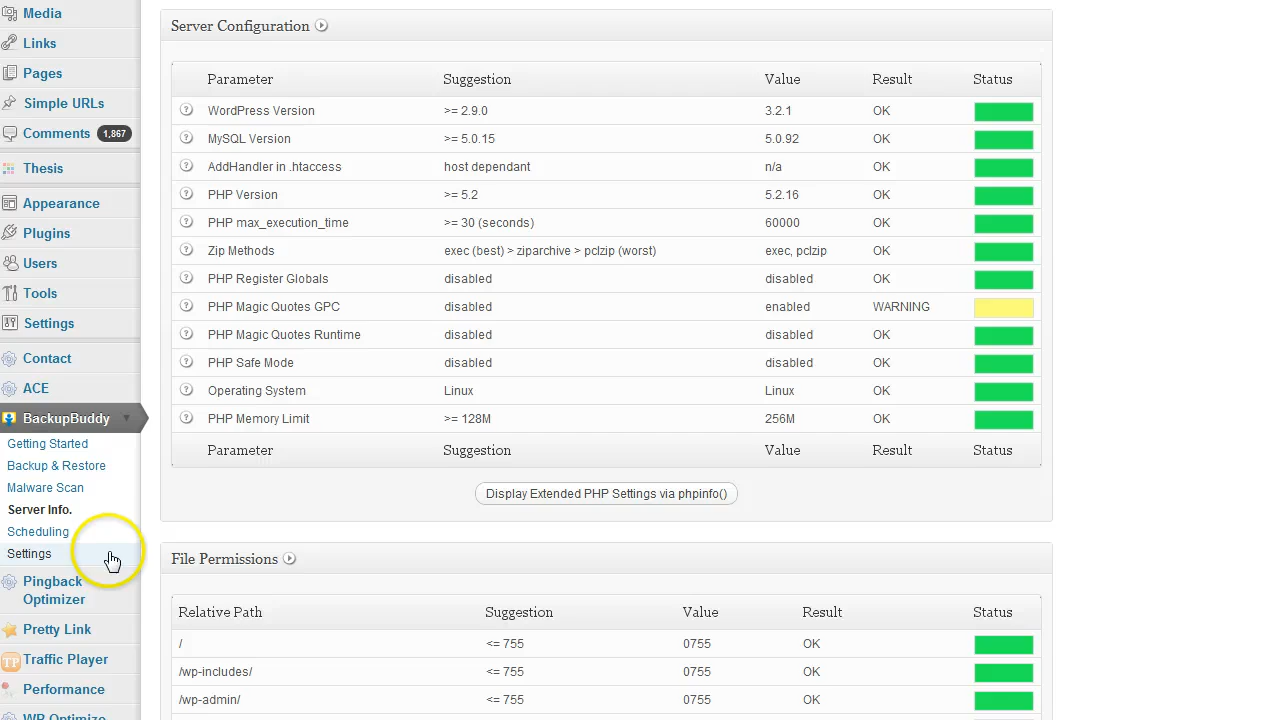 Media
Links
Pages
Simple URLs
Comments 1,867
Thesis
Appearance
Plugins
Users
Tools
Settings
Contact
ACE
BackupBuddy
Getting Started
Backup & Restore
Malware Scan
Server Info.
Scheduling
Settings
Pingback
Optimizer
Pretty Link
TP Traffic Player
Performance
WP Optimize
Server Configuration
Parameter Suggestion Value Result Status
WordPress Version >= 2.9.0 3.2.1 OK
MySQL Version >= 5.0.15 5.0.92 OK
AddHandler in .htaccess host dependant n/a OK
PHP Version >= 5.2 5.2.16 OK
PHP max_execution_time >= 30 (seconds) 60000 OK
Zip Methods exec (best) > ziparchive > pclzip (worst) exec, pclzip OK
PHP Register Globals disabled disabled OK
PHP Magic Quotes GPC disabled enabled WARNING
PHP Magic Quotes Runtime disabled disabled OK
PHP Safe Mode disabled disabled OK
Operating System Linux Linux OK
PHP Memory Limit >= 128M 256M OK
Parameter Suggestion Value Result Status
Display Extended PHP Settings via phpinfo()
File Permissions
Relative Path Suggestion Value Result Status
/ <= 755 0755 OK
/wp-includes/ <= 755 0755 OK
/wp-admin/ <= 755 0755 OK